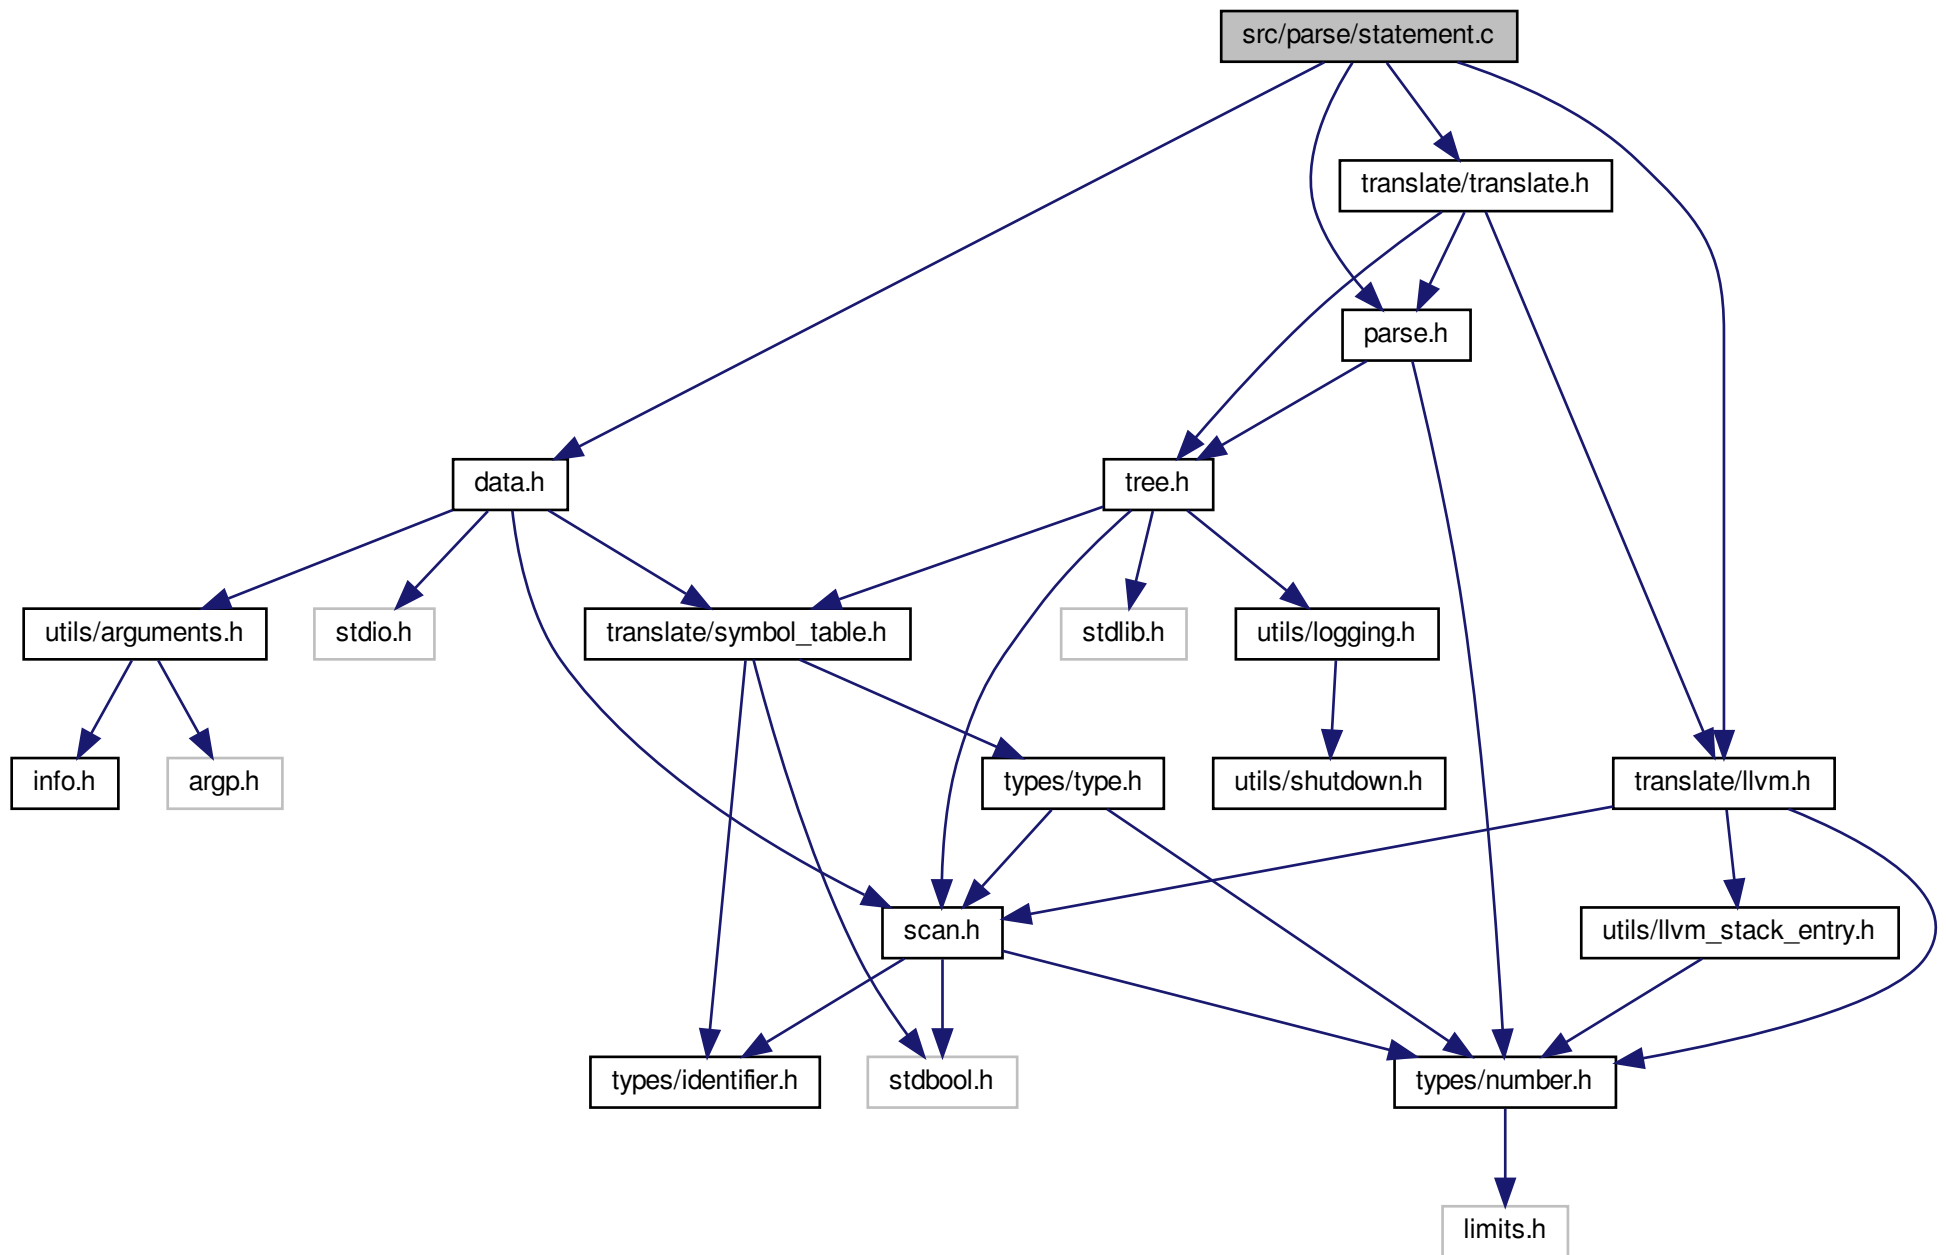 src/parse/statement.c
translate/translate.h
parse.h
data.h
tree.h
utils/arguments.h
stdio.h
translate/symbol_table.h
stdlib.h
utils/logging.h
info.h
argp.h
types/type.h
utils/shutdown.h
translate/llvm.h
scan.h
utils/llvm_stack_entry.h
types/identifier.h
stdbool.h
types/number.h
limits.h